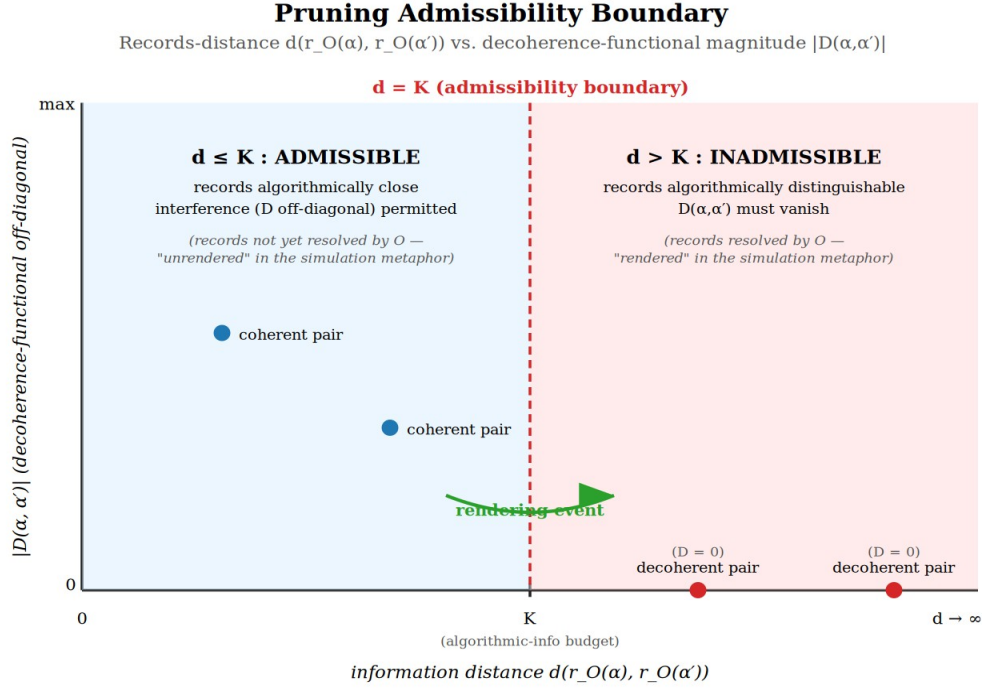 Pruning Admissibility Boundary
Records-distance d(r_O(α), r_O(α′)) vs. decoherence-functional magnitude |D(α,α′)|
d = K (admissibility boundary)
max
d ≤ K : ADMISSIBLE
records algorithmically close
interference (D off-diagonal) permitted
(records not yet resolved by O —
"unrendered" in the simulation metaphor)
d > K : INADMISSIBLE
records algorithmically distinguishable
D(α,α′) must vanish
(records resolved by O —
"rendered" in the simulation metaphor)
|D(α, α′)| (decoherence-functional off-diagonal)
coherent pair
coherent pair
rendering event
(D = 0)
decoherent pair
(D = 0)
decoherent pair
0
0
K
d → ∞
(algorithmic-info budget)
information distance d(r_O(α), r_O(α′))